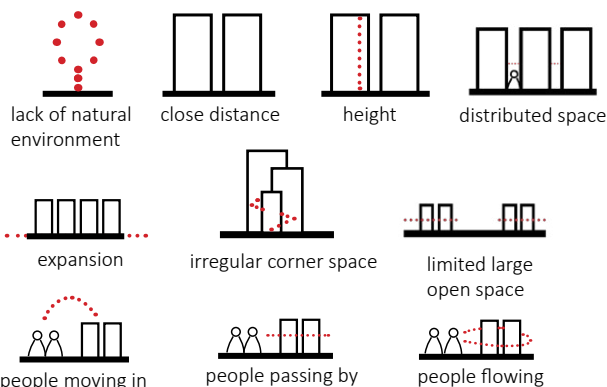 lack of natural
environment
close distance
height
distributed space
expansion
irregular corner space
limited large
open space
people moving in
people passing by
people flowing